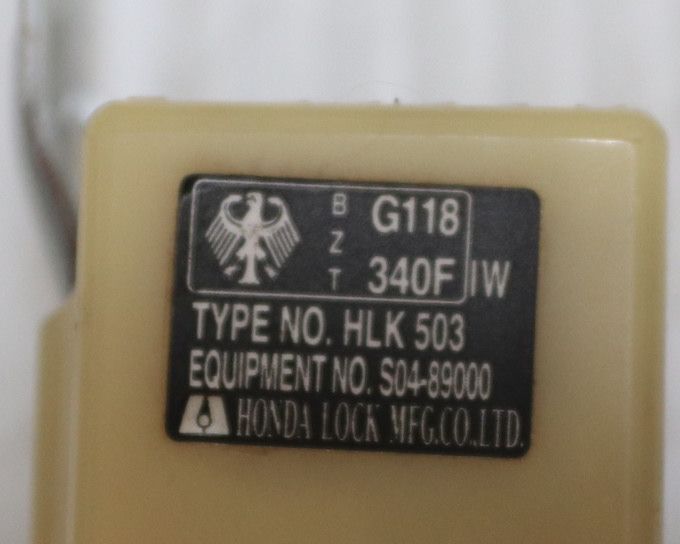 B G118
Z
T 340F IW
TYPE NO. HLK 503
EQUIPMENT NO. S04-89000
HONDA LOCK MFG.CO.,LTD.